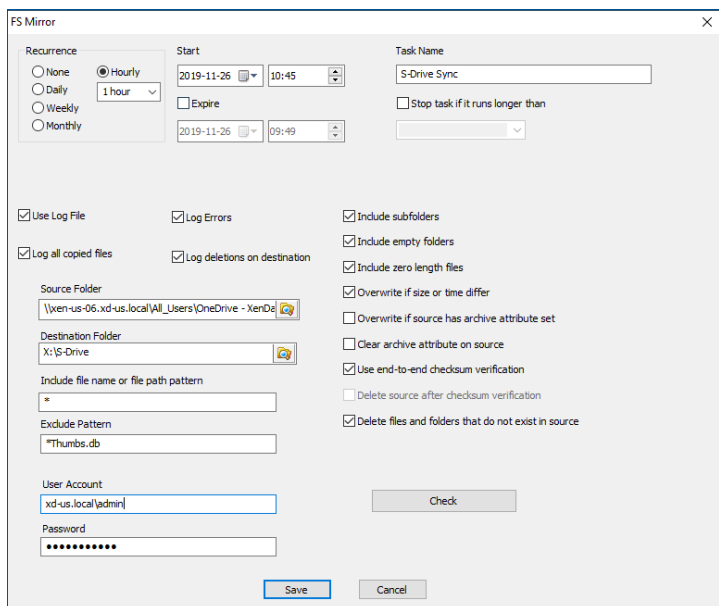 FS Mirror
Recurrence
None
Hourly
Daily
1 hour
Weekly
Monthly
Start
2019-11-26
10:45
Expire
2019-11-26
09:49
Task Name
S-Drive Sync
Stop task if it runs longer than
Use Log File
Log Errors
Log all copied files
Log deletions on destination
Source Folder
\\xen-us-06.xd-us.local\All_Users\OneDrive - XenDa
Destination Folder
X:\S-Drive
Include file name or file path pattern
*
Exclude Pattern
*Thumbs.db
User Account
xd-us.local\admin
Password
Include subfolders
Include empty folders
Include zero length files
Overwrite if size or time differ
Overwrite if source has archive attribute set
Clear archive attribute on source
Use end-to-end checksum verification
Delete source after checksum verification
Delete files and folders that do not exist in source
Check
Save
Cancel